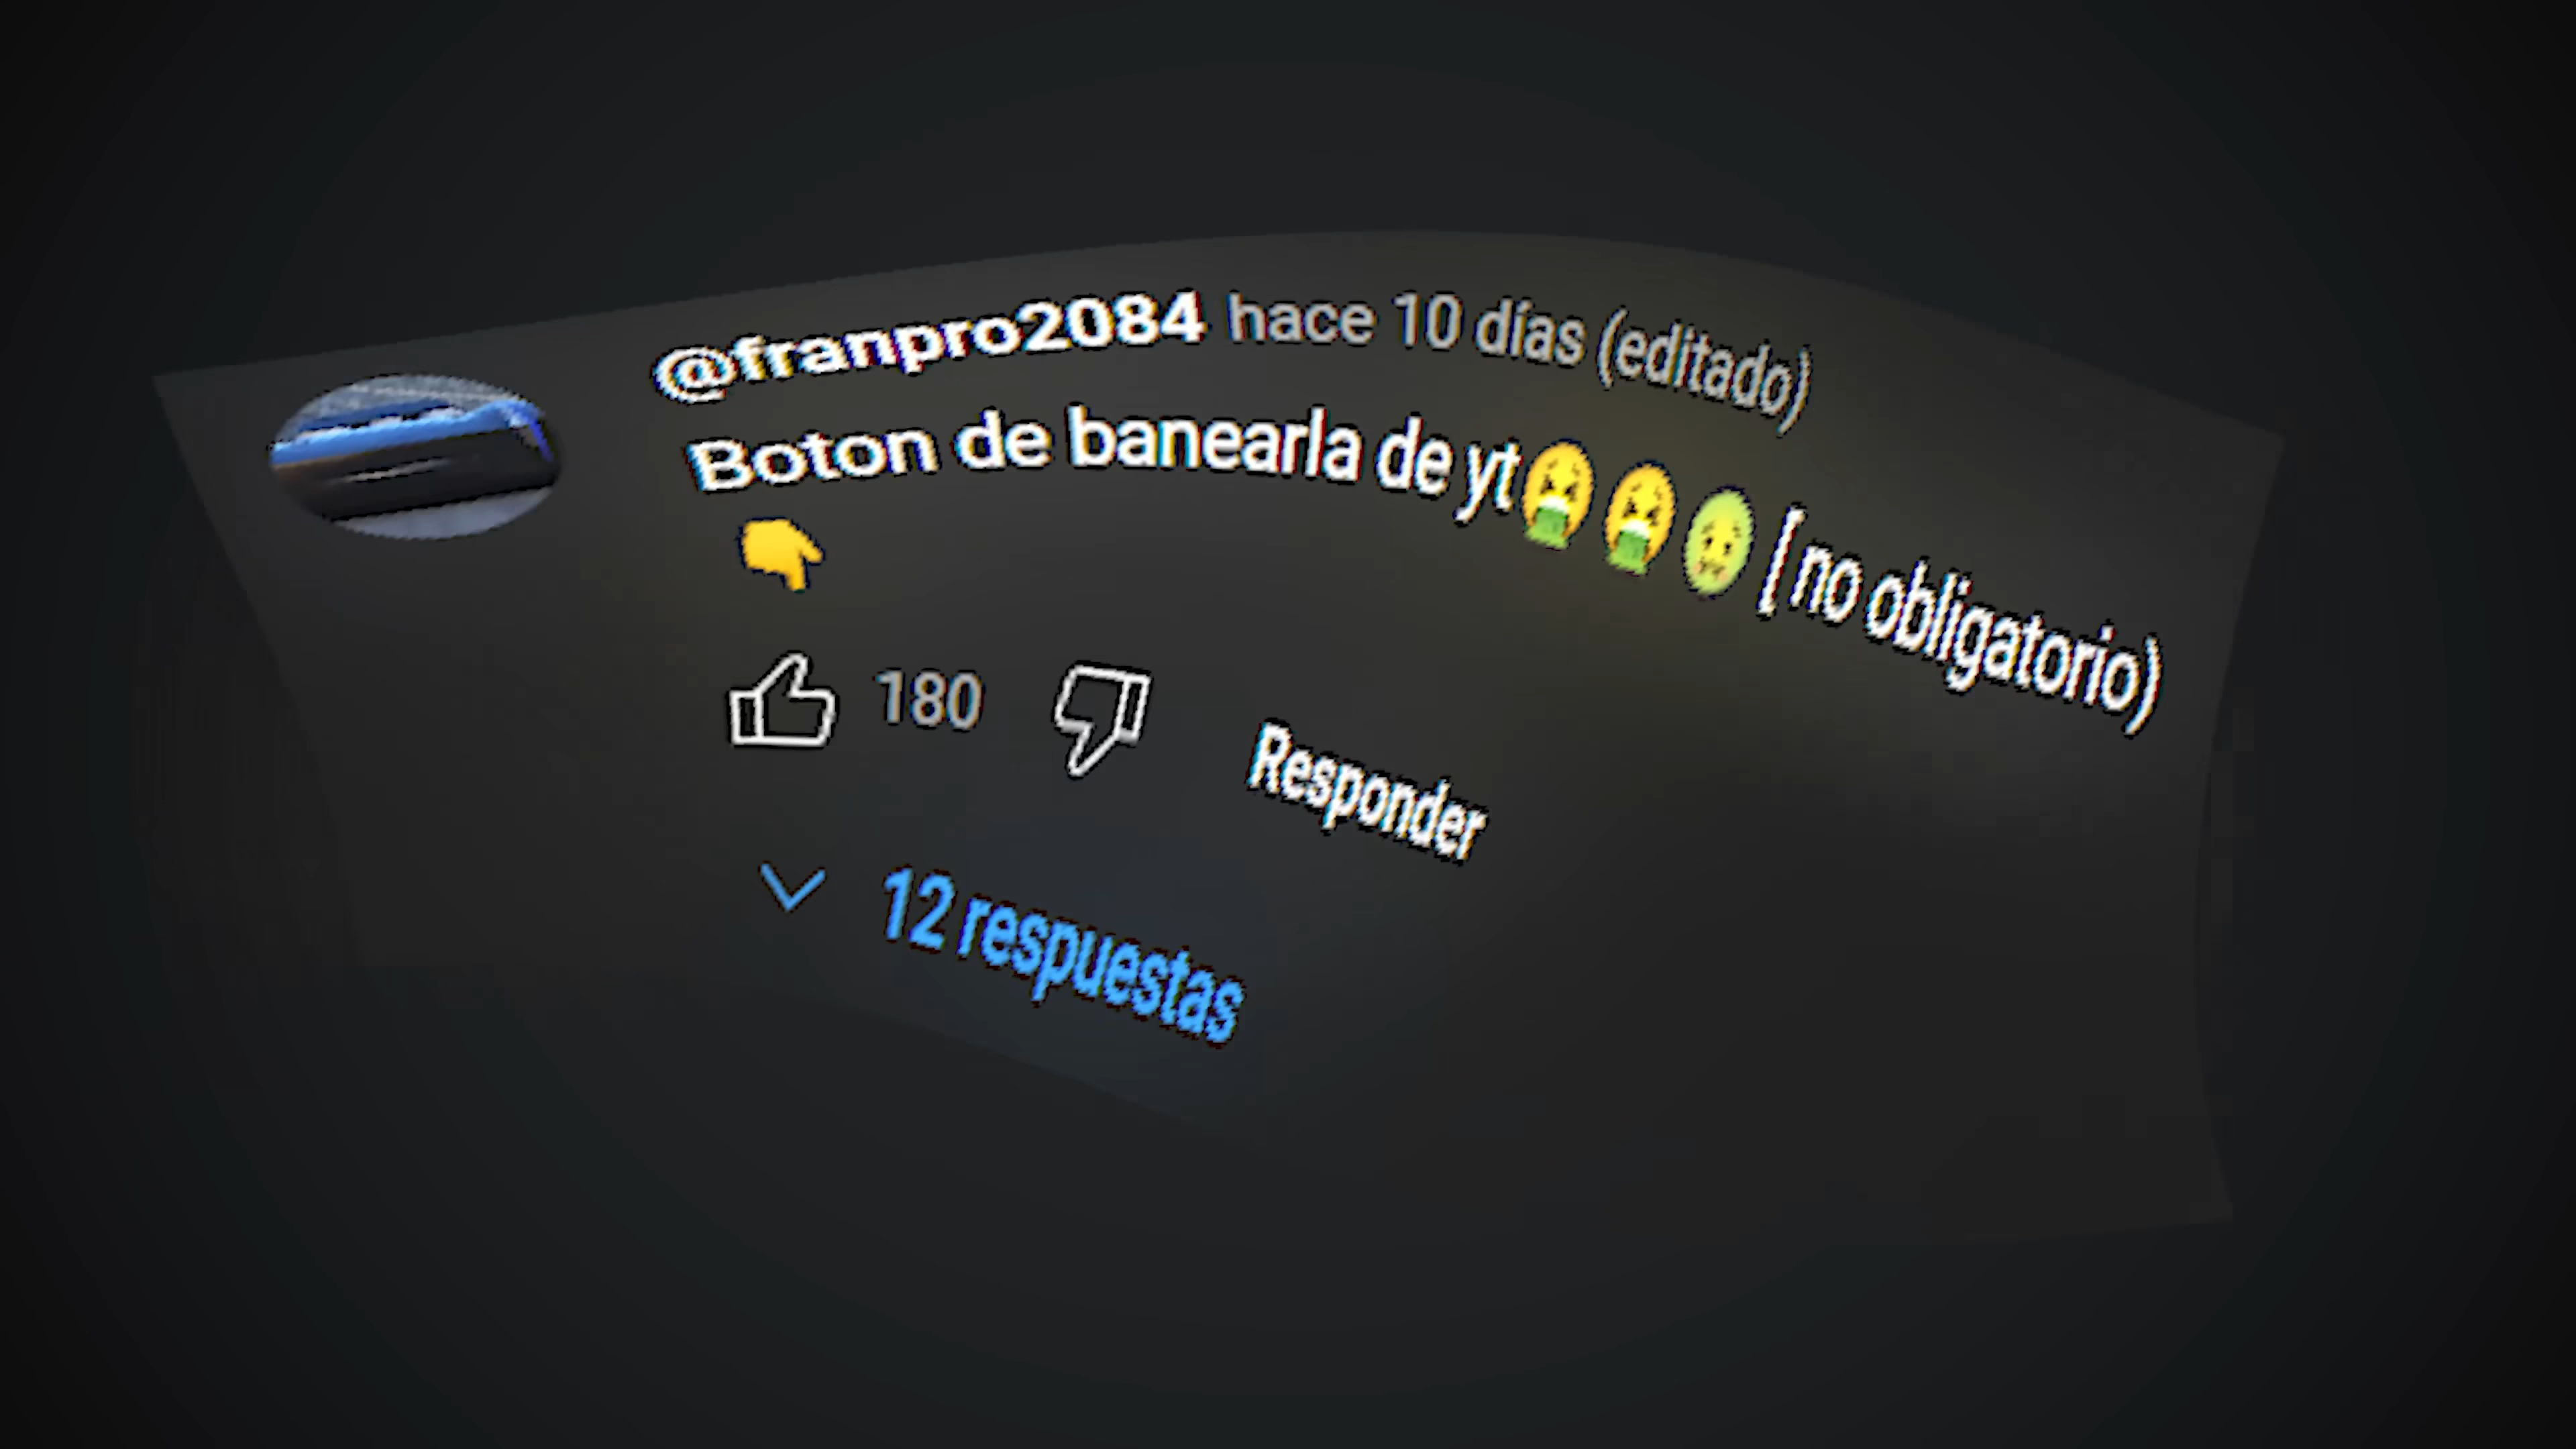 @franpro2084 hace 10 días (editado)
Boton de banearla de yt🤮🤮🤢 [ no obligatorio)
👇
180
Responder
12 respuestas